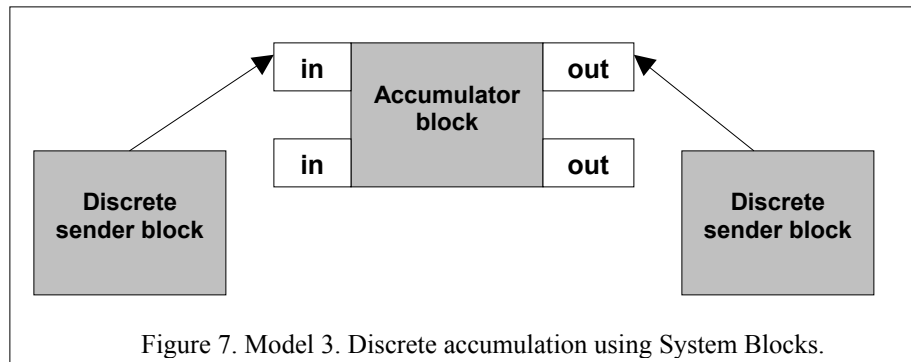 in
out
Accumulator
block
in
out
Discrete
sender block
Discrete
sender block
Figure 7. Model 3. Discrete accumulation using System Blocks.